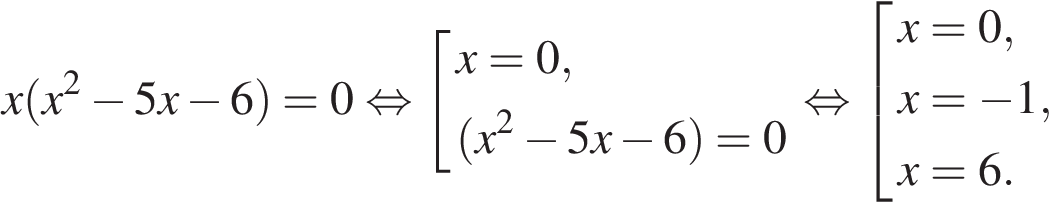 x(x² − 5x − 6) = 0 ⇔ [ x = 0, (x² − 5x − 6) = 0 ⇔ [ x = 0, x = −1, x = 6.